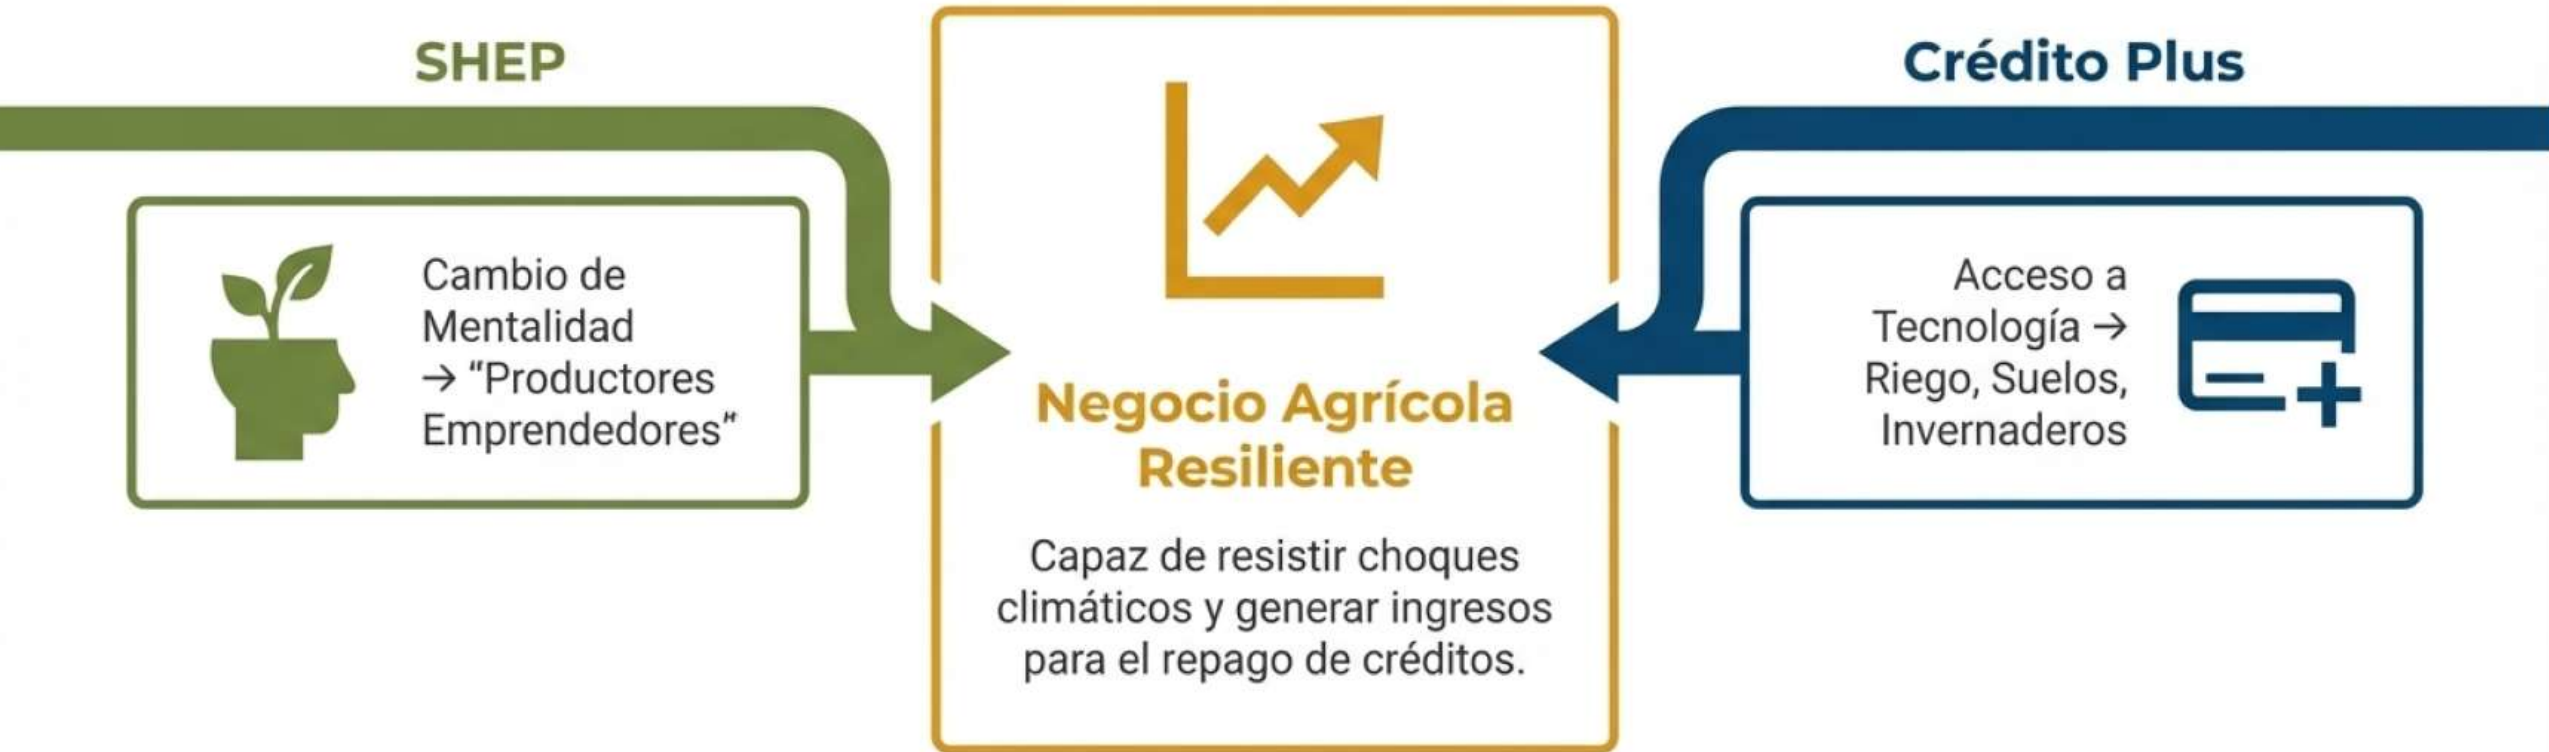 SHEP
Cambio de
Mentalidad
→ “Productores
Emprendedores”
Negocio Agrícola
Resiliente
Capaz de resistir choques
climáticos y generar ingresos
para el repago de créditos.
Crédito Plus
Acceso a
Tecnología →
Riego, Suelos,
Invernaderos